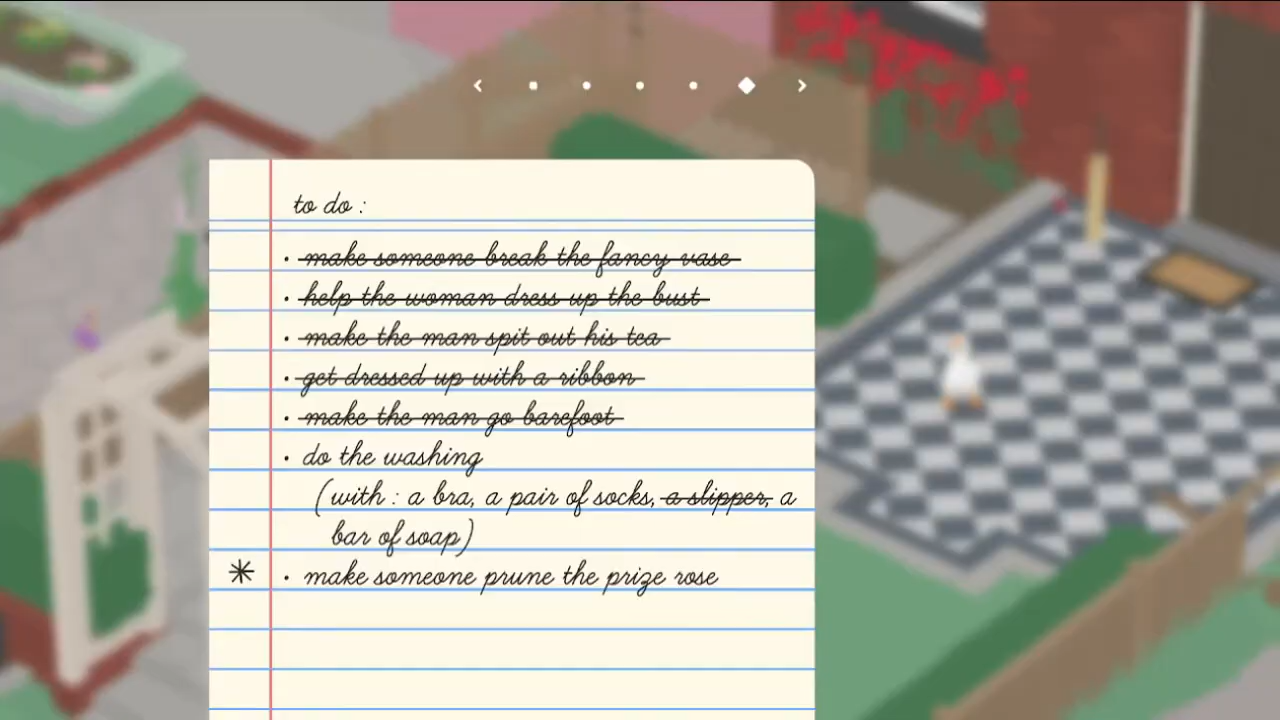 to do :
• make someone break the fancy vase
• help the woman dress up the bust
• make the man spit out his tea
• get dressed up with a ribbon
• make the man go barefoot
• do the washing
(with : a bra, a pair of socks, a slipper, a
bar of soap)
• make someone prune the prize rose